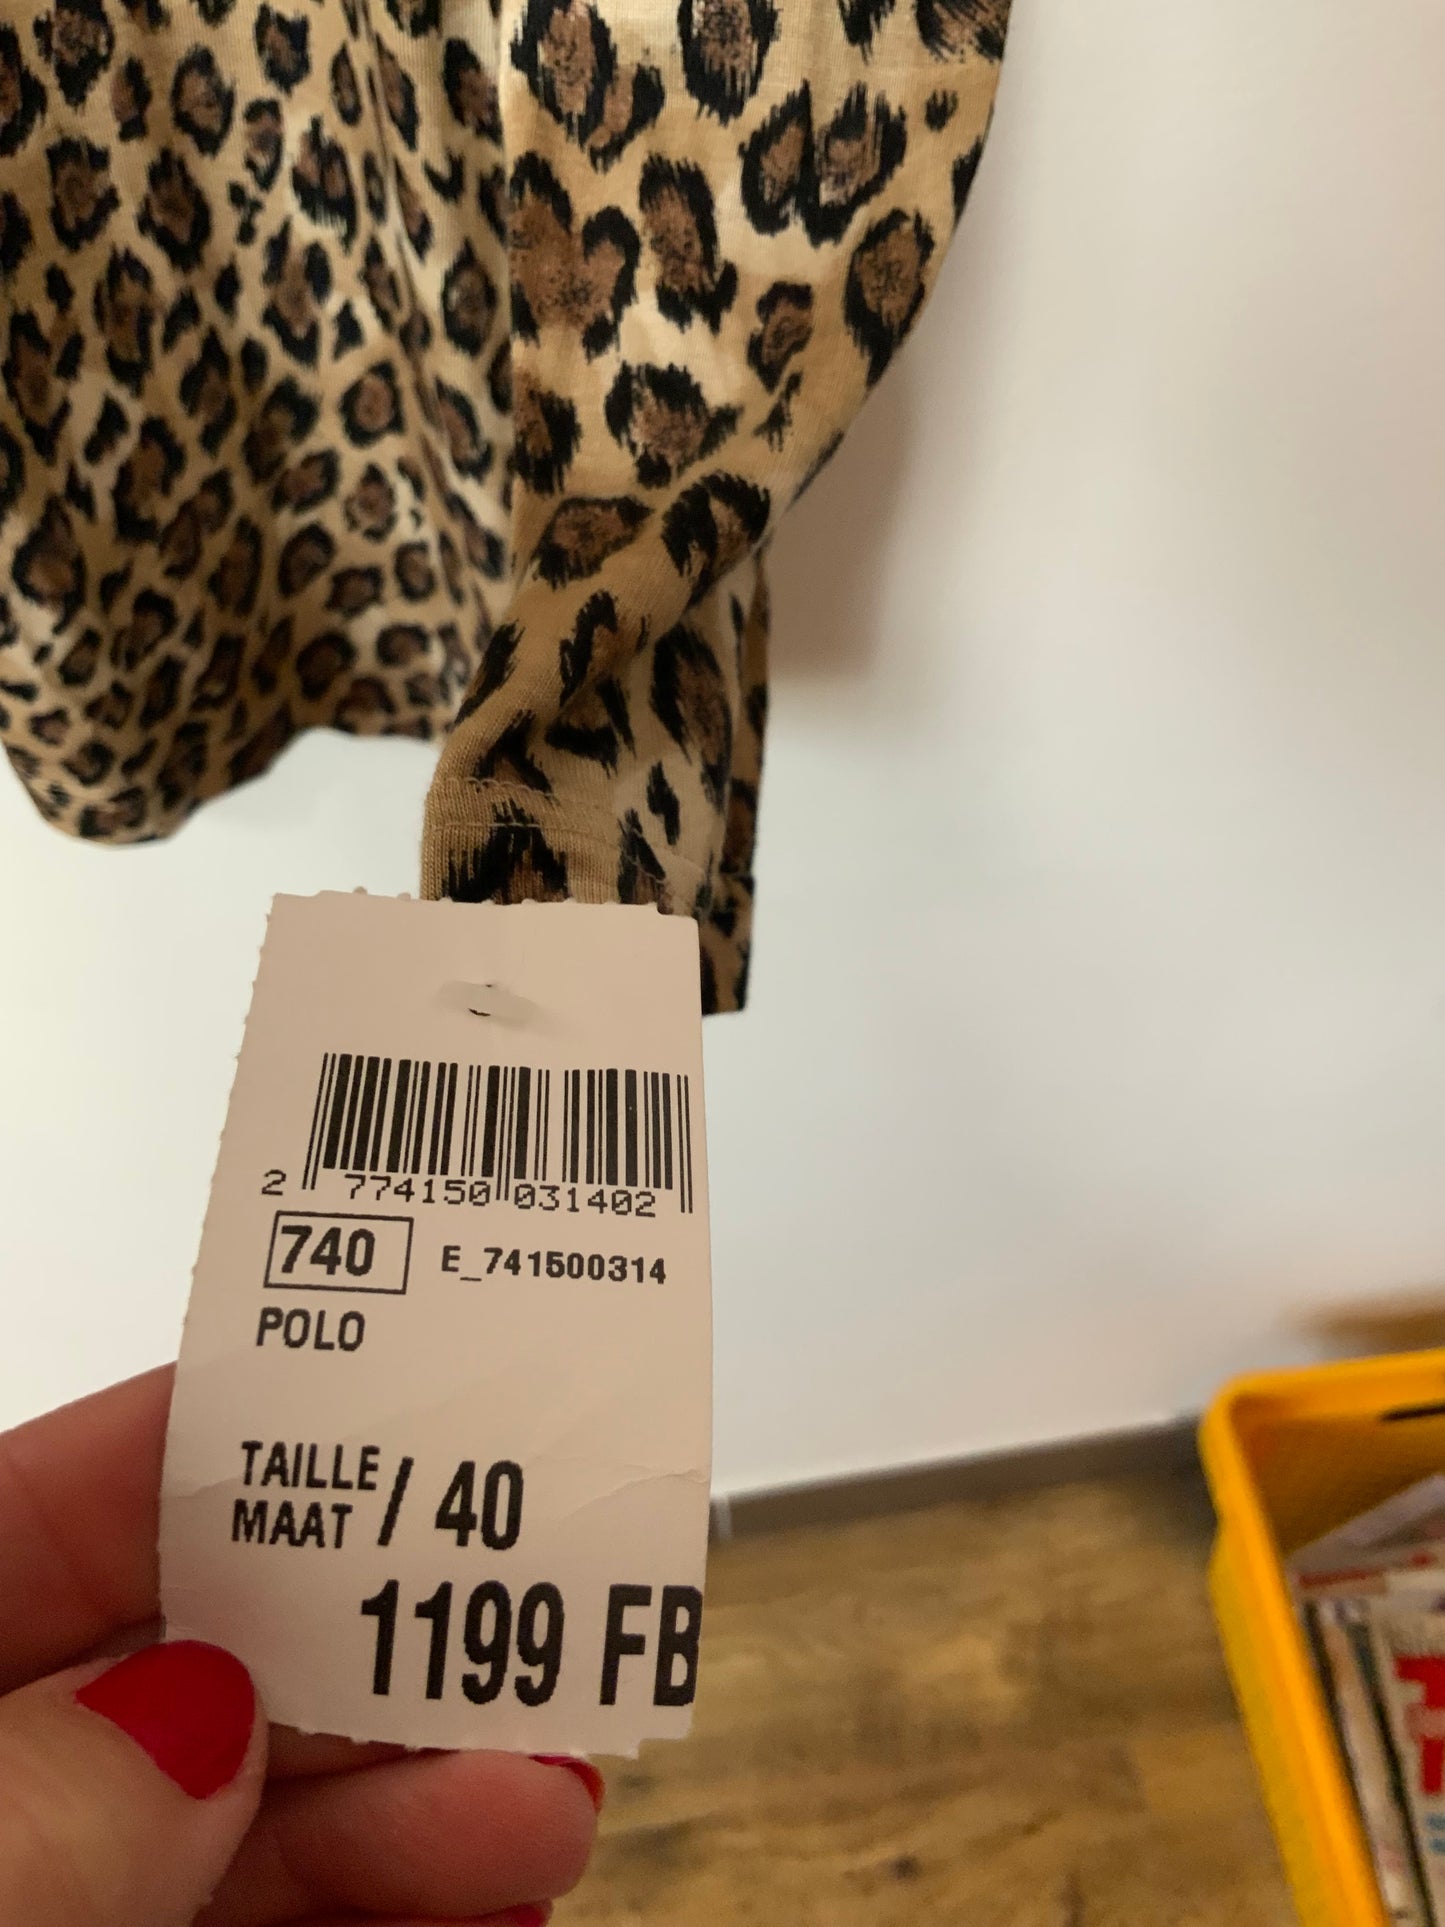 2 774150 031402
740 E_741500314
POLO
TAILLE
MAAT / 40
1199 FB